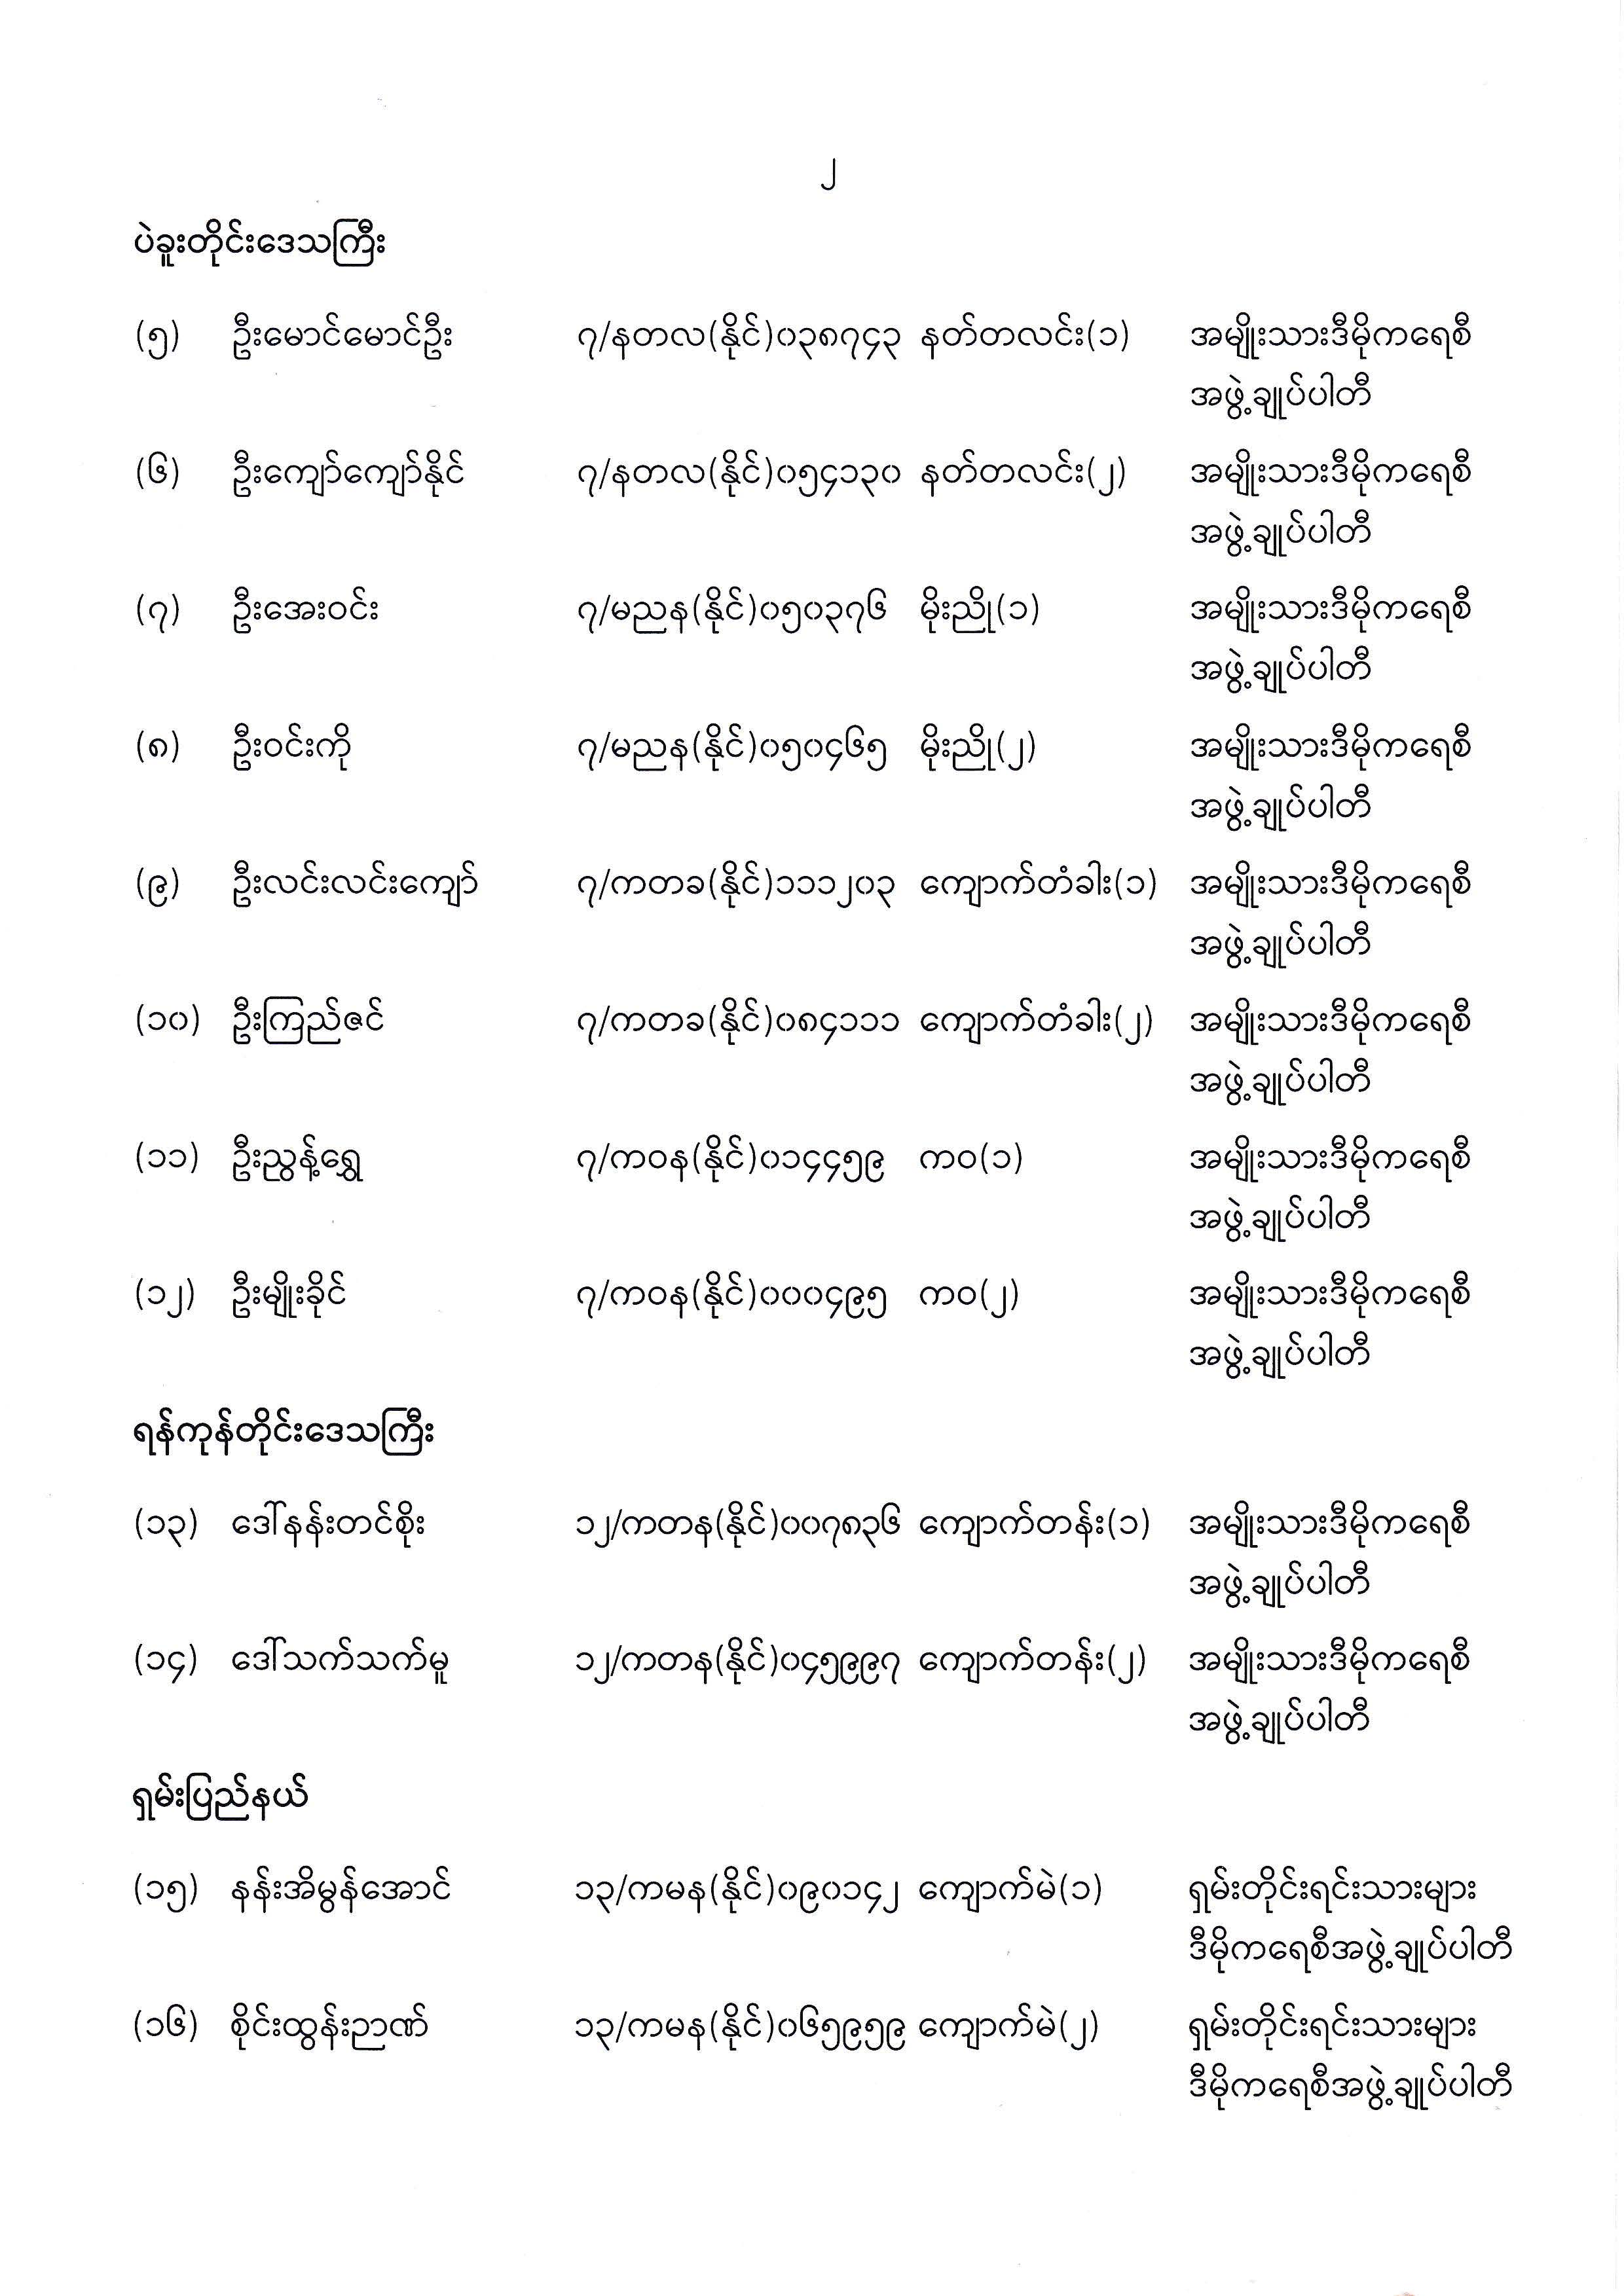 ၂
ပဲခူးတိုင်းဒေသကြီး
(၅) ဦးမောင်မောင်ဦး ၇/နတလ(နိုင်)၀၃၈၇၄၃ နတ်တလင်း(၁) အမျိုးသားဒီမိုကရေစီ
အဖွဲ့ချုပ်ပါတီ
(၆) ဦးကျော်ကျော်နိုင် ၇/နတလ(နိုင်)၀၅၄၁၃၀ နတ်တလင်း(၂) အမျိုးသားဒီမိုကရေစီ
အဖွဲ့ချုပ်ပါတီ
(၇) ဦးအေးဝင်း ၇/မညန(နိုင်)၀၅၀၃၇၆ မိုးညို(၁) အမျိုးသားဒီမိုကရေစီ
အဖွဲ့ချုပ်ပါတီ
(၈) ဦးဝင်းကို ၇/မညန(နိုင်)၀၅၀၄၆၅ မိုးညို(၂) အမျိုးသားဒီမိုကရေစီ
အဖွဲ့ချုပ်ပါတီ
(၉) ဦးလင်းလင်းကျော် ၇/ကတခ(နိုင်)၁၁၁၂၀၃ ကျောက်တံခါး(၁) အမျိုးသားဒီမိုကရေစီ
အဖွဲ့ချုပ်ပါတီ
(၁၀) ဦးကြည်ဇင် ၇/ကတခ(နိုင်)၀၈၄၁၁၁ ကျောက်တံခါး(၂) အမျိုးသားဒီမိုကရေစီ
အဖွဲ့ချုပ်ပါတီ
(၁၁) ဦးညွန့်ရွှေ ၇/ကဝန(နိုင်)၀၁၄၄၅၉ ကဝ(၁) အမျိုးသားဒီမိုကရေစီ
အဖွဲ့ချုပ်ပါတီ
(၁၂) ဦးမျိုးခိုင် ၇/ကဝန(နိုင်)၀၀၀၄၉၅ ကဝ(၂) အမျိုးသားဒီမိုကရေစီ
အဖွဲ့ချုပ်ပါတီ
ရန်ကုန်တိုင်းဒေသကြီး
(၁၃) ဒေါ်နန်းတင်စိုး ၁၂/ကတန(နိုင်)၀၀၇၈၃၆ ကျောက်တန်း(၁) အမျိုးသားဒီမိုကရေစီ
အဖွဲ့ချုပ်ပါတီ
(၁၄) ဒေါ်သက်သက်မူ ၁၂/ကတန(နိုင်)၀၄၅၉၉၇ ကျောက်တန်း(၂) အမျိုးသားဒီမိုကရေစီ
အဖွဲ့ချုပ်ပါတီ
ရှမ်းပြည်နယ်
(၁၅) နန်းအိမွန်အောင် ၁၃/ကမန(နိုင်)၀၉၀၁၄၂ ကျောက်မဲ(၁) ရှမ်းတိုင်းရင်းသားများ
ဒီမိုကရေစီအဖွဲ့ချုပ်ပါတီ
(၁၆) စိုင်းထွန်းဉာဏ် ၁၃/ကမန(နိုင်)၀၆၅၉၅၉ ကျောက်မဲ(၂) ရှမ်းတိုင်းရင်းသားများ
ဒီမိုကရေစီအဖွဲ့ချုပ်ပါတီ